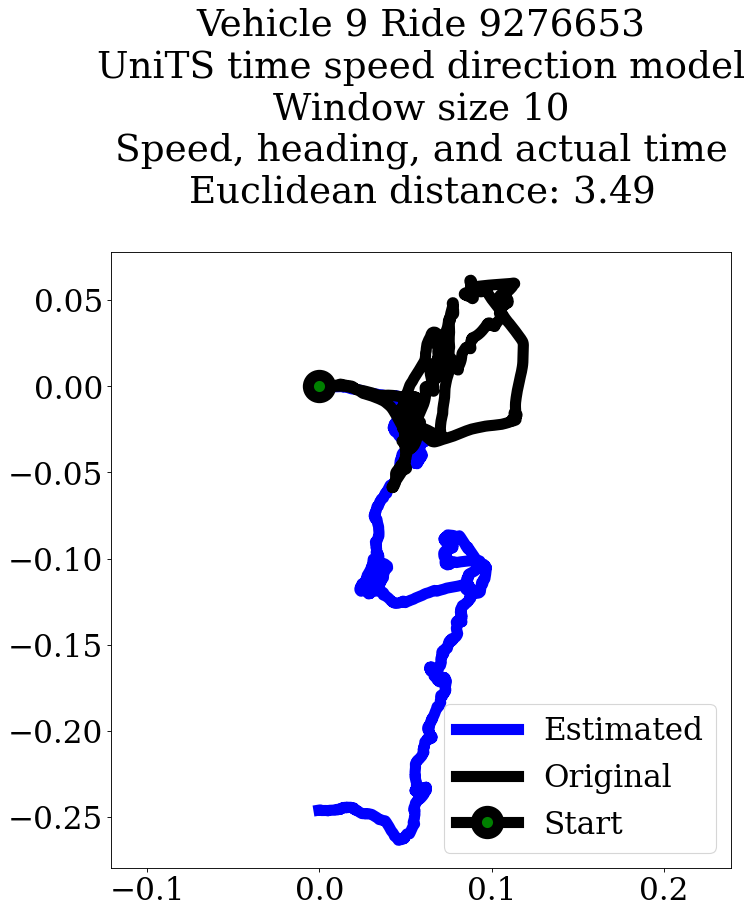 Vehicle 9 Ride 9276653
UniTS time speed direction model
Window size 10
Speed, heading, and actual time
Euclidean distance: 3.49
0.05
0.00
−0.05
−0.10
−0.15
−0.20
−0.25
Estimated
Original
Start
−0.1 0.0 0.1 0.2